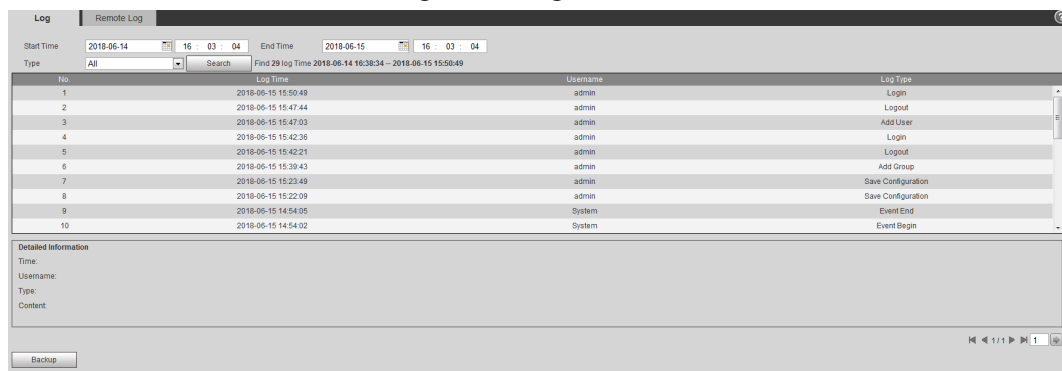 Log Remote Log
Start Time 2018-06-14 16 : 03 : 04 End Time 2018-06-15 16 : 03 : 04
Type All Search Find 29 log Time 2018-06-14 16:38:34 -- 2018-06-15 15:50:49
No. Log Time Username Log Type
1 2018-06-15 15:50:49 admin Login
2 2018-06-15 15:47:44 admin Logout
3 2018-06-15 15:47:03 admin Add User
4 2018-06-15 15:42:36 admin Login
5 2018-06-15 15:42:21 admin Logout
6 2018-06-15 15:39:43 admin Add Group
7 2018-06-15 15:23:49 admin Save Configuration
8 2018-06-15 15:22:09 admin Save Configuration
9 2018-06-15 14:54:05 System Event End
10 2018-06-15 14:54:02 System Event Begin
Detailed Information
Time:
Username:
Type:
Content:
1/1 1
Backup